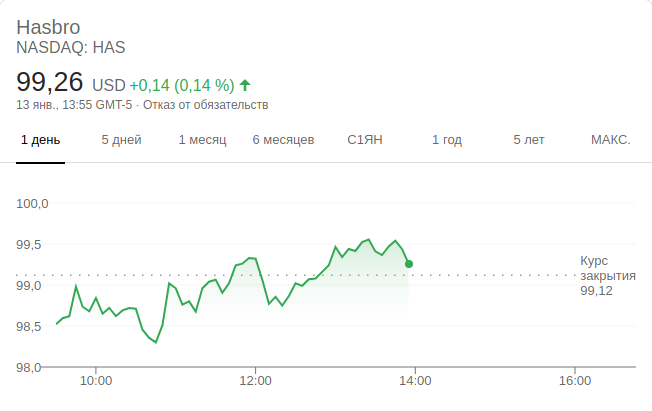 Hasbro
NASDAQ: HAS
99,26 USD +0,14 (0,14 %)
13 янв., 13:55 GMT-5 · Отказ от обязательств
1 день 5 дней 1 месяц 6 месяцев С1ЯН 1 год 5 лет МАКС.
100,0
99,5
99,0
98,5
98,0
Курс
закрытия
99,12
10:00 12:00 14:00 16:00